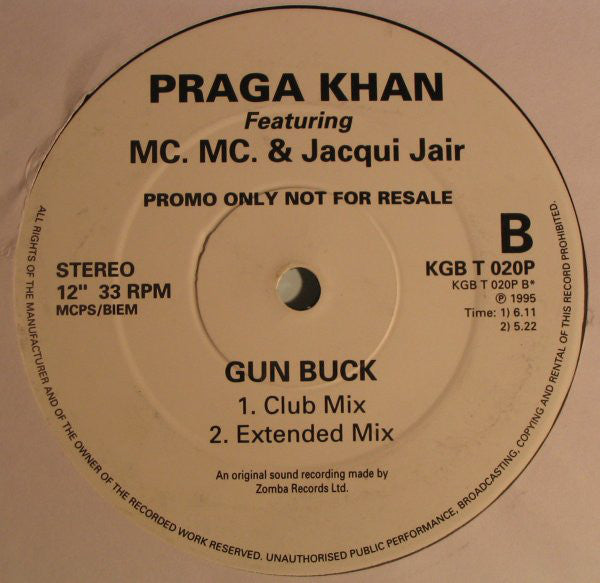 PRAGA KHAN
Featuring
MC. MC. & Jacqui Jair
PROMO ONLY NOT FOR RESALE
STEREO
12" 33 RPM
MCPS/BIEM
B
KGB T 020P
KGB T 020P B*
℗ 1995
Time: 1) 6.11
2) 5.22
GUN BUCK
1. Club Mix
2. Extended Mix
An original sound recording made by
Zomba Records Ltd.
ALL RIGHTS OF THE MANUFACTURER AND OF THE OWNER OF THE RECORDED WORK RESERVED. UNAUTHORISED PUBLIC PERFORMANCE, BROADCASTING, COPYING AND RENTAL OF THIS RECORD PROHIBITED.